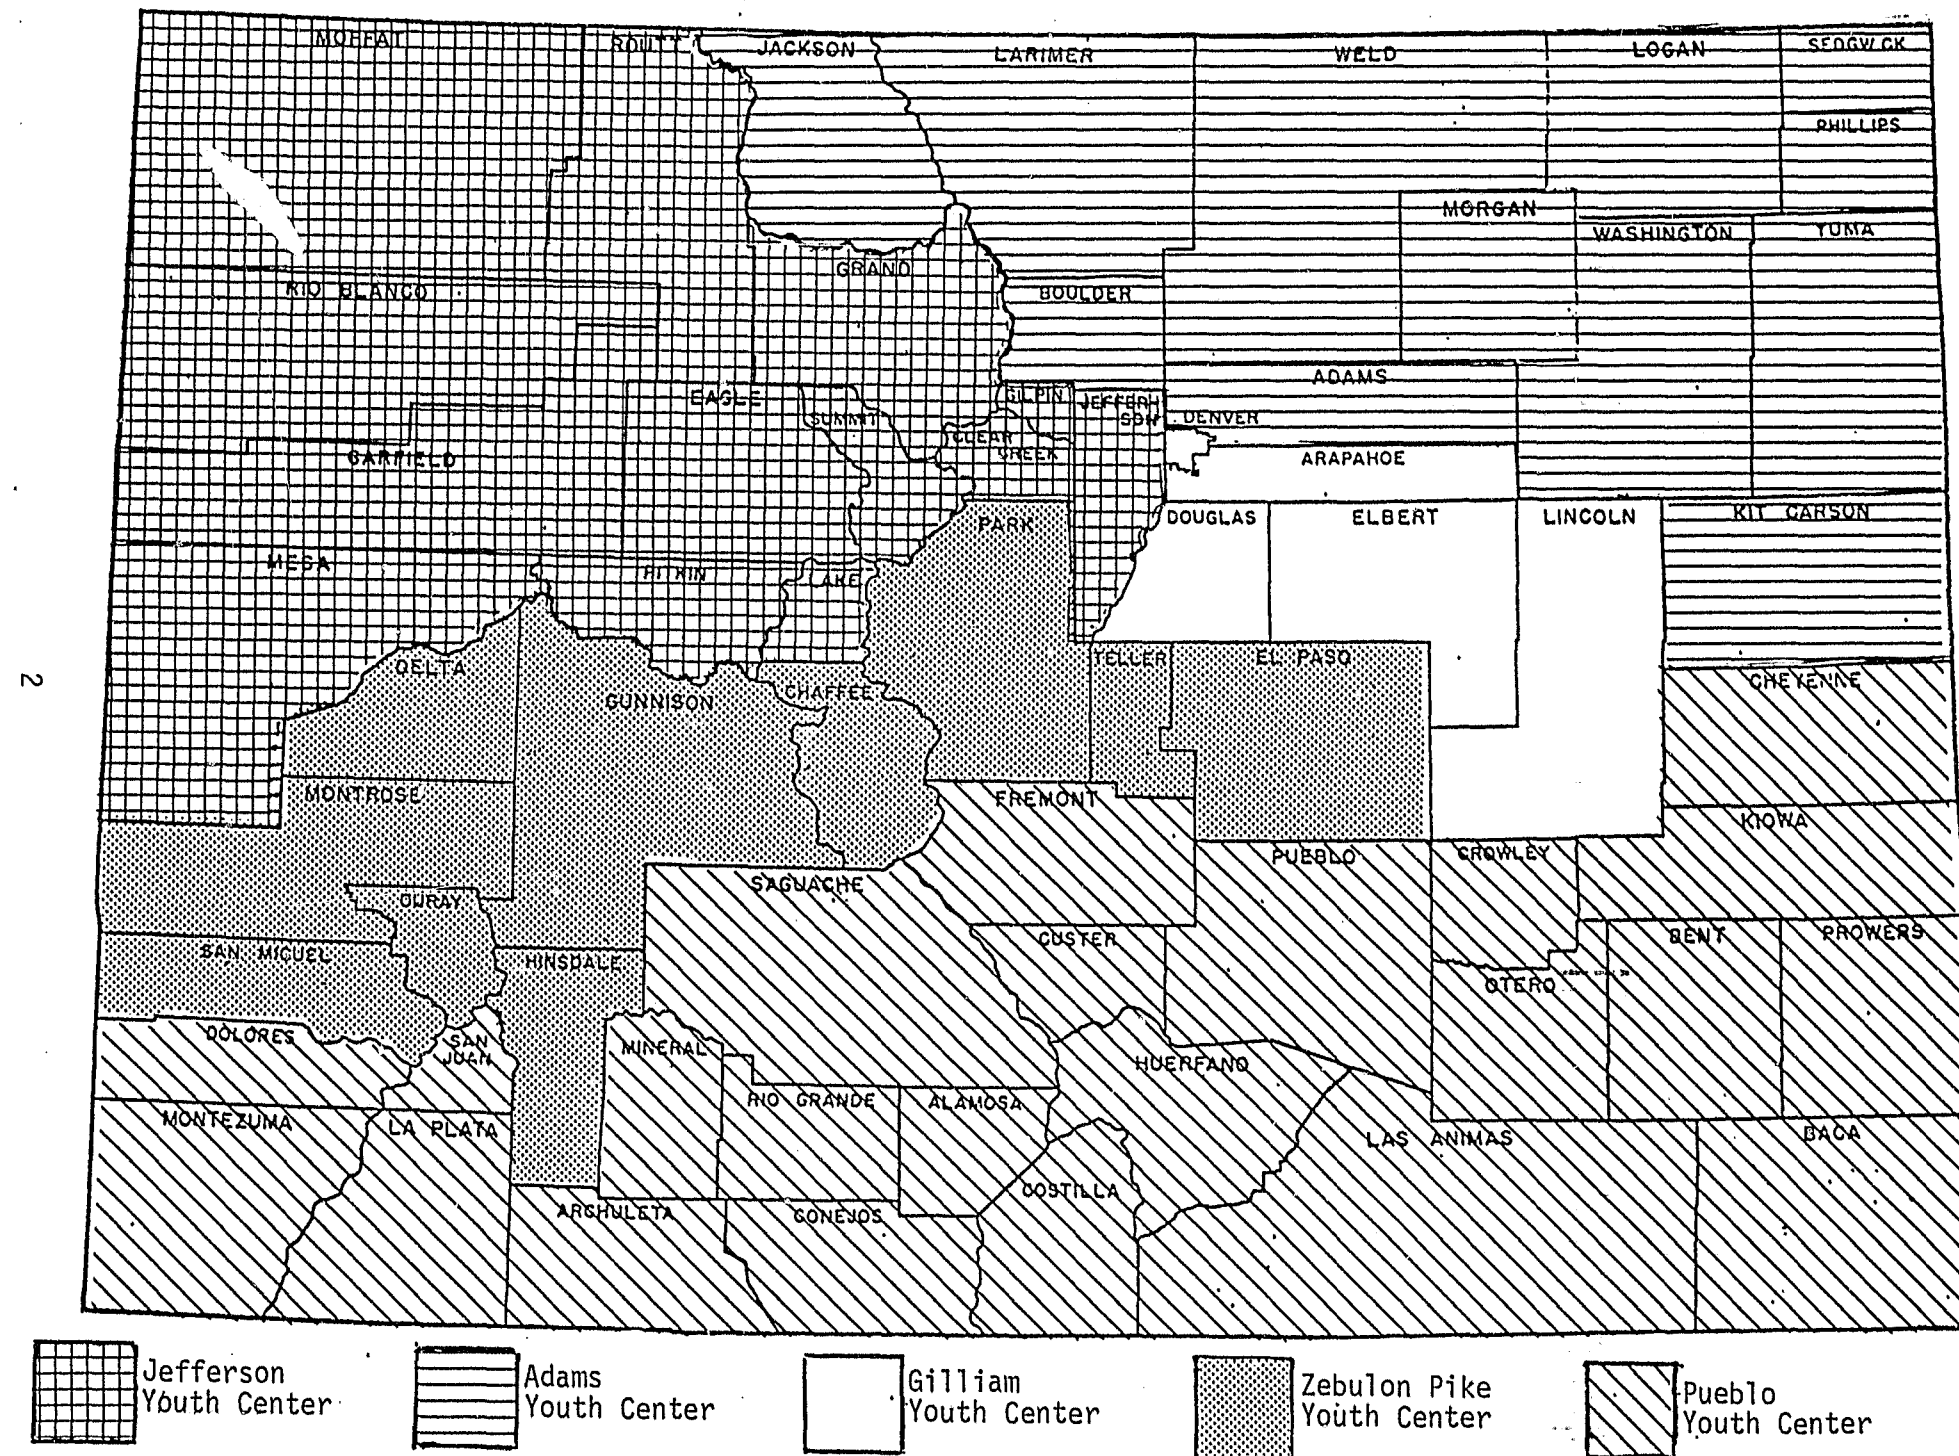 MOFFAT
ROUTT
JACKSON
LARIMER
WELD
LOGAN
SEDGWICK
PHILLIPS
MORGAN
WASHINGTON
YUMA
GRAND
RIO BLANCO
BOULDER
ADAMS
EAGLE
SUMMIT
GILPIN
JEFFER-
SON
DENVER
CLEAR
CREEK
GARFIELD
ARAPAHOE
PARK
DOUGLAS
ELBERT
LINCOLN
KIT CARSON
MESA
PITKIN
LAKE
DELTA
TELLER
EL PASO
CHEYENNE
GUNNISON
CHAFFEE
MONTROSE
FREMONT
KIOWA
PUEBLO
CROWLEY
SAGUACHE
OURAY
CUSTER
BENT
PROWERS
SAN MIGUEL
HINSDALE
OTERO
DOLORES
SAN
JUAN
MINERAL
HUERFANO
RIO GRANDE
ALAMOSA
MONTEZUMA
LA PLATA
LAS ANIMAS
BACA
COSTILLA
ARCHULETA
CONEJOS
2
Jefferson
Youth Center
Adams
Youth Center
Gilliam
Youth Center
Zebulon Pike
Youth Center
Pueblo
Youth Center